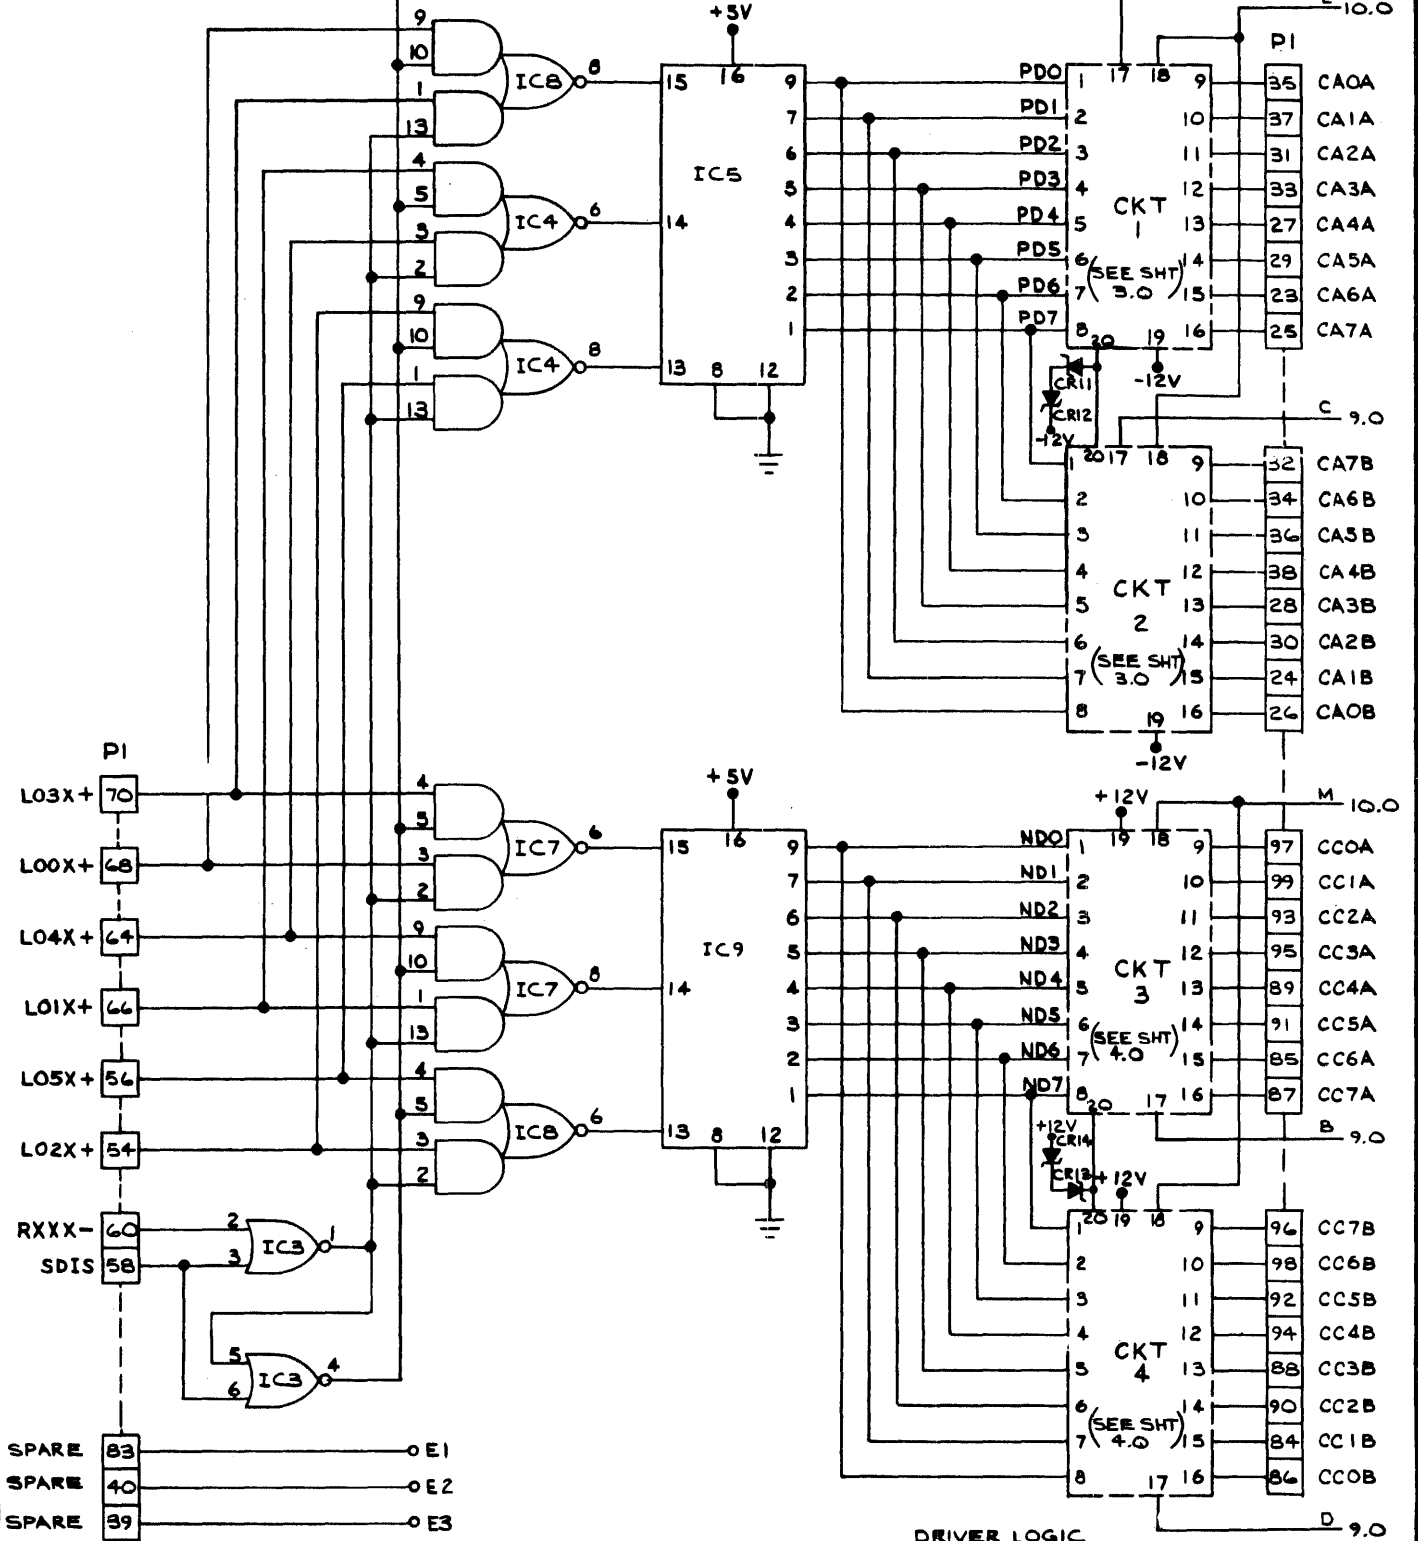 +5V
L 10.0
P1
9
10
IC8
8
1
13
15
16
9
PD0
1
17
18
9
35
CA0A
7
PD1
2
10
37
CA1A
6
PD2
3
11
31
CA2A
4
5
IC4
6
3
2
14
IC5
5
PD3
4
12
33
CA3A
4
PD4
5
CKT
1
13
27
CA4A
3
PD5
6
(SEE SHT
3.0)
14
29
CA5A
2
PD6
7
15
23
CA6A
9
10
IC4
8
1
13
13
8
12
1
PD7
8
20
19
16
25
CA7A
-12V
CR11
CR12
-12V
C 9.0
1
20
17
18
9
32
CA7B
2
10
34
CA6B
3
11
36
CA5B
4
CKT
2
12
38
CA4B
5
13
28
CA3B
6
14
30
CA2B
7
(SEE SHT
3.0)
15
24
CA1B
8
19
16
26
CA0B
-12V
P1
L03X+ 70
L00X+ 68
L04X+ 64
L01X+ 66
L05X+ 56
L02X+ 54
RXXX- 60
SDIS 58
4
5
IC7
6
3
2
9
10
IC7
8
1
13
4
5
IC8
6
3
2
2
3
IC3
1
5
6
IC3
4
+5V
15
16
14
IC9
13
8
12
+12V
M 10.0
9
ND0
1
19
18
9
97
CC0A
7
ND1
2
10
99
CC1A
6
ND2
3
11
93
CC2A
5
ND3
4
12
95
CC3A
4
ND4
5
CKT
3
13
89
CC4A
3
ND5
6
(SEE SHT)
4.0
14
91
CC5A
2
ND6
7
15
85
CC6A
1
ND7
8
20
17
16
87
CC7A
+12V
CR14
CR13
+12V
B 9.0
1
20
19
18
9
96
CC7B
2
10
98
CC6B
3
11
92
CC5B
4
CKT
4
12
94
CC4B
5
13
88
CC3B
6
14
90
CC2B
7
(SEE SHT
4.0)
15
84
CC1B
8
17
16
86
CC0B
D 9.0
SPARE 83 E1
SPARE 40 E2
SPARE 39 E3
DRIVER LOGIC